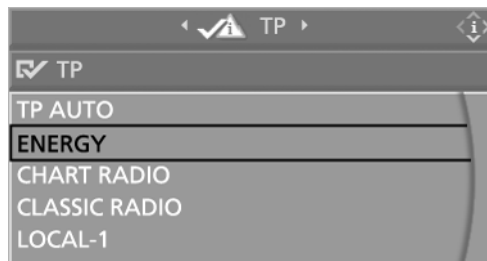 TP
TP
TP AUTO
ENERGY
CHART RADIO
CLASSIC RADIO
LOCAL-1